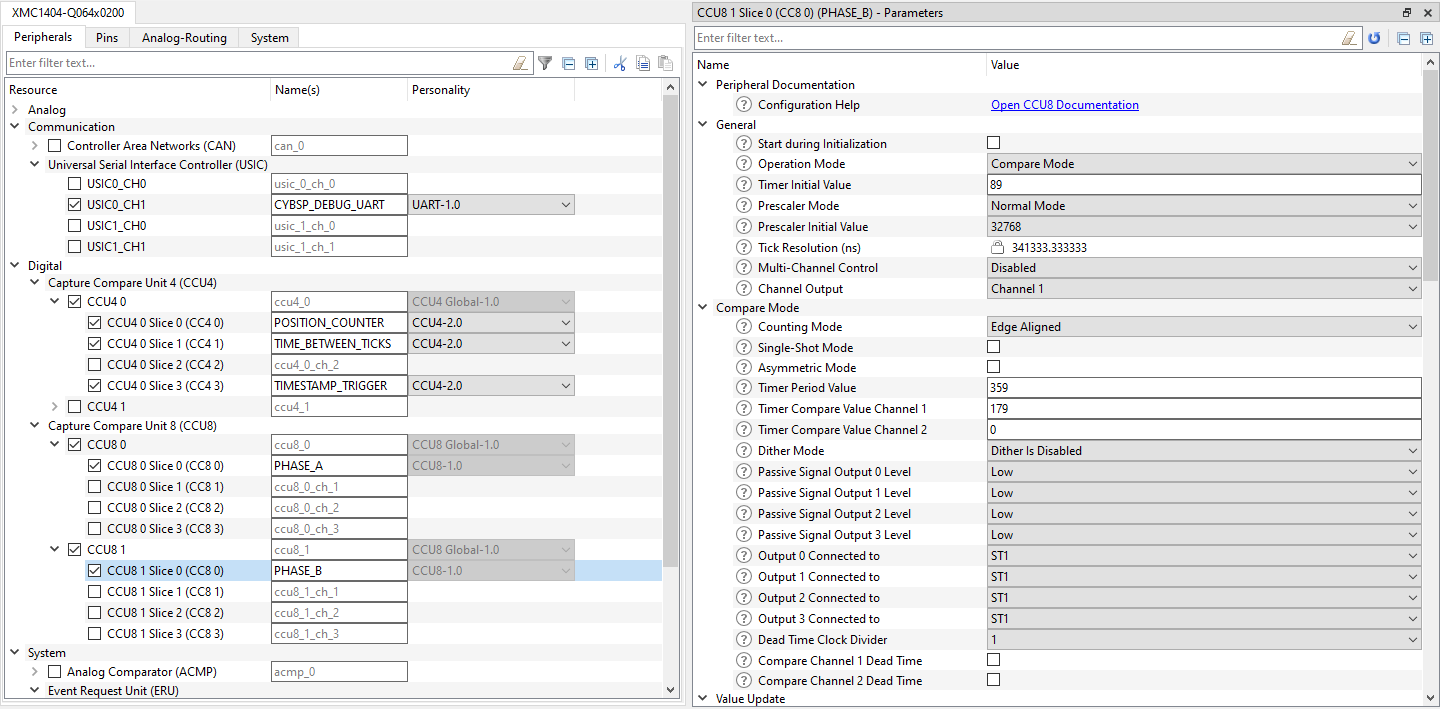 XMC1404-Q064x0200
Peripherals Pins Analog-Routing System
Enter filter text...
Resource Name(s) Personality
Analog
Communication
Controller Area Networks (CAN) can_0
Universal Serial Interface Controller (USIC)
USIC0_CH0 usic_0_ch_0
USIC0_CH1 CYBSP_DEBUG_UART UART-1.0
USIC1_CH0 usic_1_ch_0
USIC1_CH1 usic_1_ch_1
Digital
Capture Compare Unit 4 (CCU4)
CCU4 0 ccu4_0 CCU4 Global-1.0
CCU4 0 Slice 0 (CC4 0) POSITION_COUNTER CCU4-2.0
CCU4 0 Slice 1 (CC4 1) TIME_BETWEEN_TICKS CCU4-2.0
CCU4 0 Slice 2 (CC4 2) ccu4_0_ch_2
CCU4 0 Slice 3 (CC4 3) TIMESTAMP_TRIGGER CCU4-2.0
CCU4 1 ccu4_1
Capture Compare Unit 8 (CCU8)
CCU8 0 ccu8_0 CCU8 Global-1.0
CCU8 0 Slice 0 (CC8 0) PHASE_A CCU8-1.0
CCU8 0 Slice 1 (CC8 1) ccu8_0_ch_1
CCU8 0 Slice 2 (CC8 2) ccu8_0_ch_2
CCU8 0 Slice 3 (CC8 3) ccu8_0_ch_3
CCU8 1 ccu8_1 CCU8 Global-1.0
CCU8 1 Slice 0 (CC8 0) PHASE_B CCU8-1.0
CCU8 1 Slice 1 (CC8 1) ccu8_1_ch_1
CCU8 1 Slice 2 (CC8 2) ccu8_1_ch_2
CCU8 1 Slice 3 (CC8 3) ccu8_1_ch_3
System
Analog Comparator (ACMP) acmp_0
Event Request Unit (ERU)
CCU8 1 Slice 0 (CC8 0) (PHASE_B) - Parameters
Enter filter text...
Name Value
Peripheral Documentation
Configuration Help Open CCU8 Documentation
General
Start during Initialization
Operation Mode Compare Mode
Timer Initial Value 89
Prescaler Mode Normal Mode
Prescaler Initial Value 32768
Tick Resolution (ns) 341333.333333
Multi-Channel Control Disabled
Channel Output Channel 1
Compare Mode
Counting Mode Edge Aligned
Single-Shot Mode
Asymmetric Mode
Timer Period Value 359
Timer Compare Value Channel 1 179
Timer Compare Value Channel 2 0
Dither Mode Dither Is Disabled
Passive Signal Output 0 Level Low
Passive Signal Output 1 Level Low
Passive Signal Output 2 Level Low
Passive Signal Output 3 Level Low
Output 0 Connected to ST1
Output 1 Connected to ST1
Output 2 Connected to ST1
Output 3 Connected to ST1
Dead Time Clock Divider 1
Compare Channel 1 Dead Time
Compare Channel 2 Dead Time
Value Update